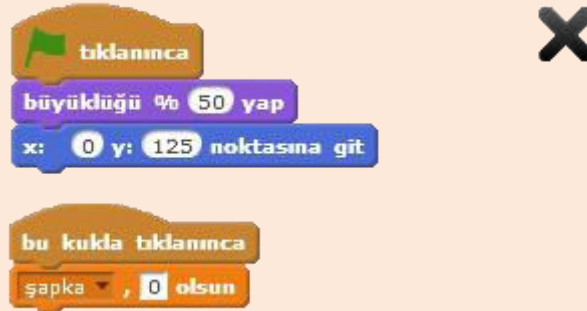 tıklanınca
büyüklüğü % 50 yap
x: 0 y: 125 noktasına git
bu kukla tıklanınca
şapka , 0 olsun